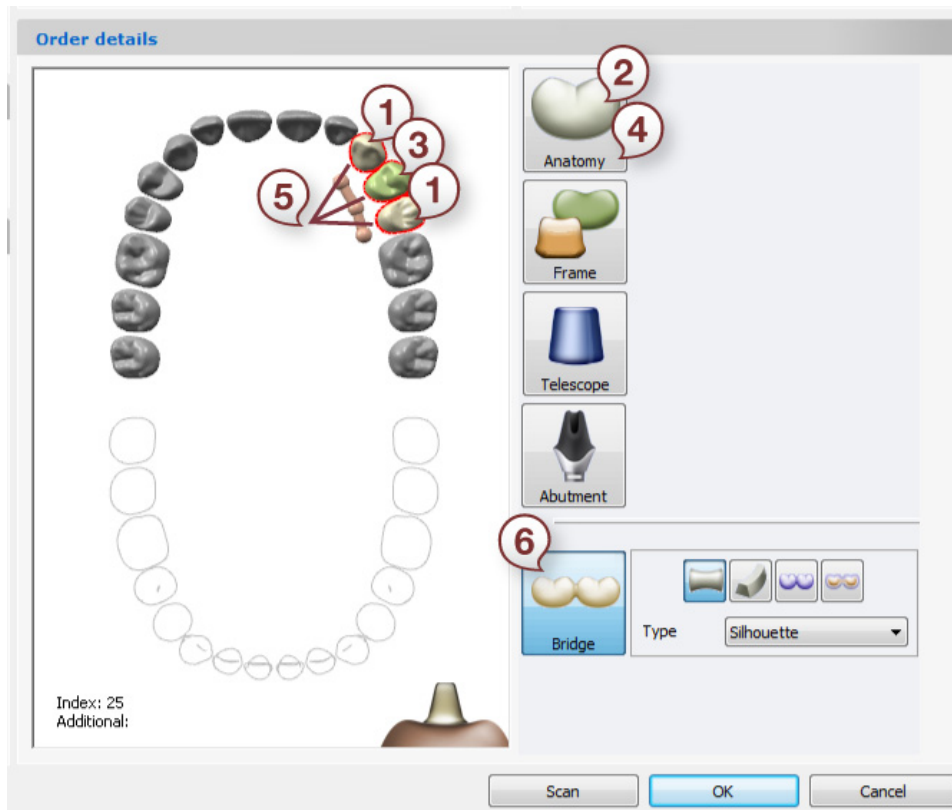 Order details
1
2
3
4
5
1
Anatomy
Frame
Telescope
Abutment
6
Bridge
Type Silhouette
Index: 25
Additional:
Scan OK Cancel